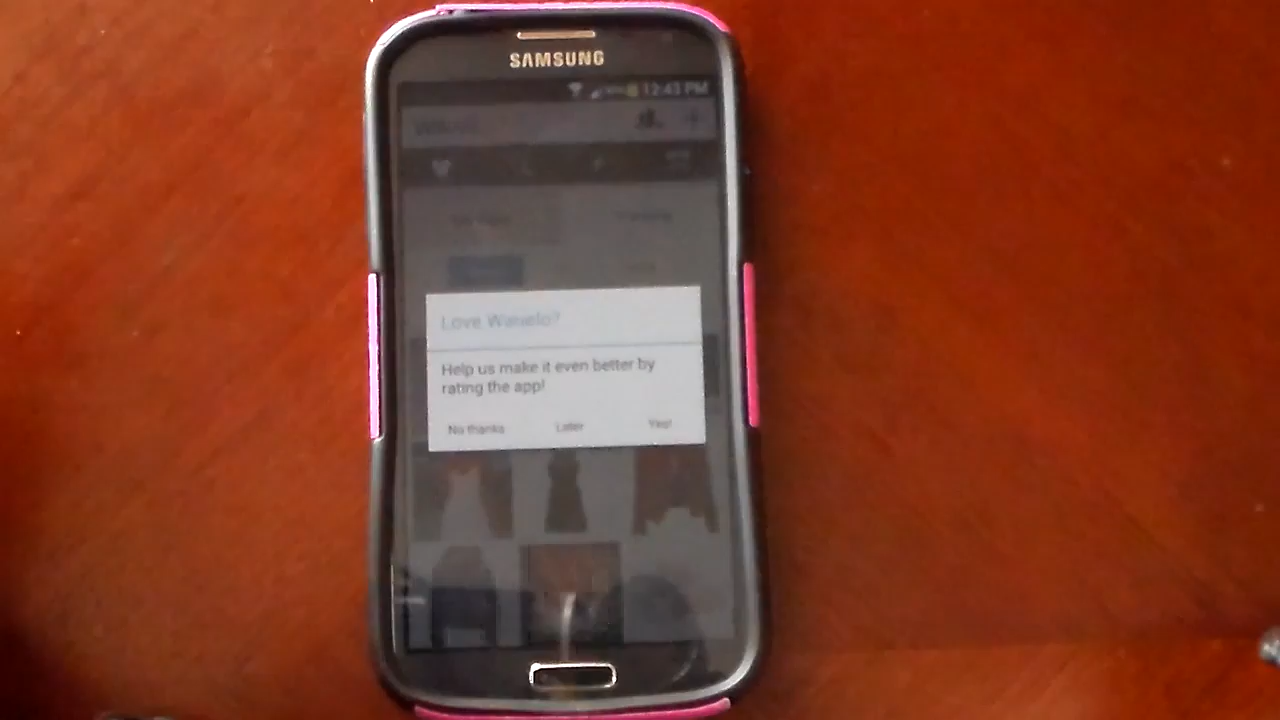 SAMSUNG
12:43 PM
Love Wanelo?
Help us make it even better by
rating the app!
No thanks Later Yes!